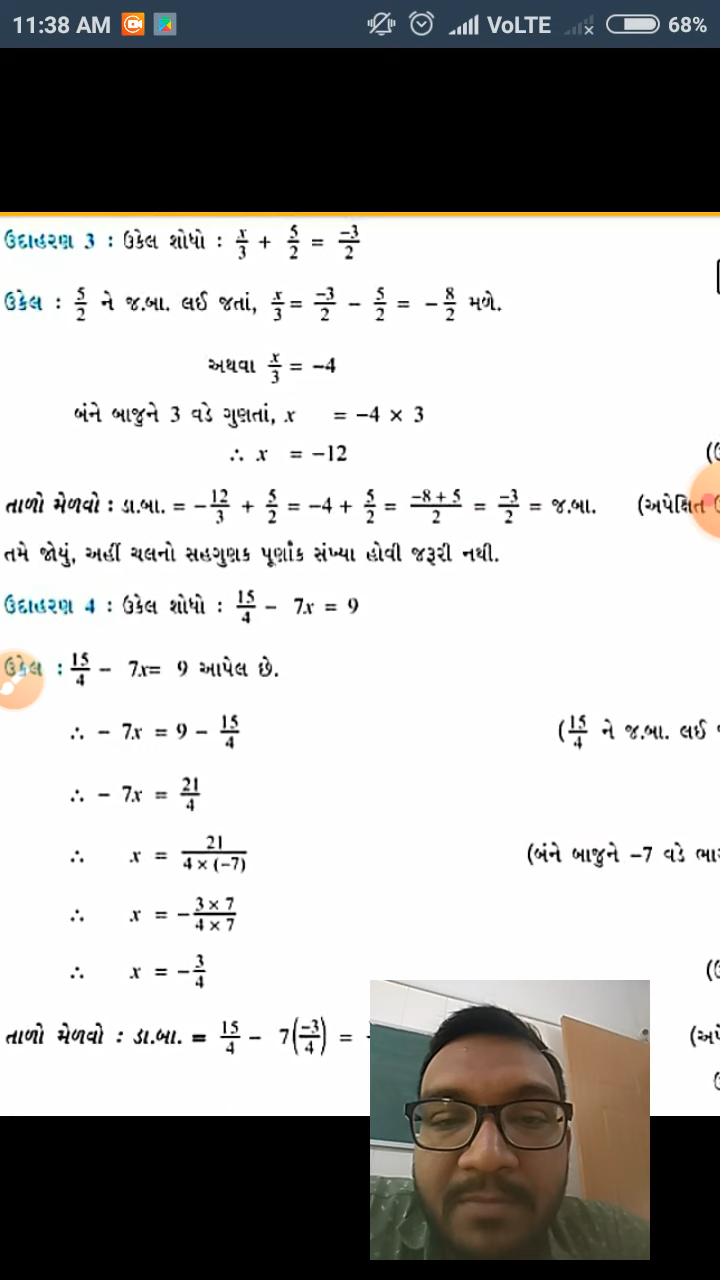 11:38 AM VoLTE 68%
ઉદાહરણ 3 : ઉકેલ શોધો : x/3 + 5/2 = -3/2
ઉકેલ : 5/2 ને જ.બા. લઈ જતાં, x/3 = -3/2 - 5/2 = -8/2 મળે.
અથવા x/3 = -4
બંને બાજુને 3 વડે ગુણતાં, x = -4 × 3
∴ x = -12
તાળો મેળવો : ડા.બા. = -12/3 + 5/2 = -4 + 5/2 = (-8 + 5)/2 = -3/2 = જ.બા. (અપેક્ષિત
તમે જોયું, અહીં ચલનો સહગુણક પૂર્ણાંક સંખ્યા હોવી જરૂરી નથી.
ઉદાહરણ 4 : ઉકેલ શોધો : 15/4 - 7x = 9
ઉકેલ : 15/4 - 7x= 9 આપેલ છે.
∴ - 7x = 9 - 15/4 (15/4 ને જ.બા. લઈ
∴ - 7x = 21/4
∴ x = 21/(4 × (-7)) (બંને બાજુને -7 વડે
∴ x = -(3 × 7)/(4 × 7)
∴ x = -3/4
તાળો મેળવો : ડા.બા. = 15/4 - 7(-3/4) =